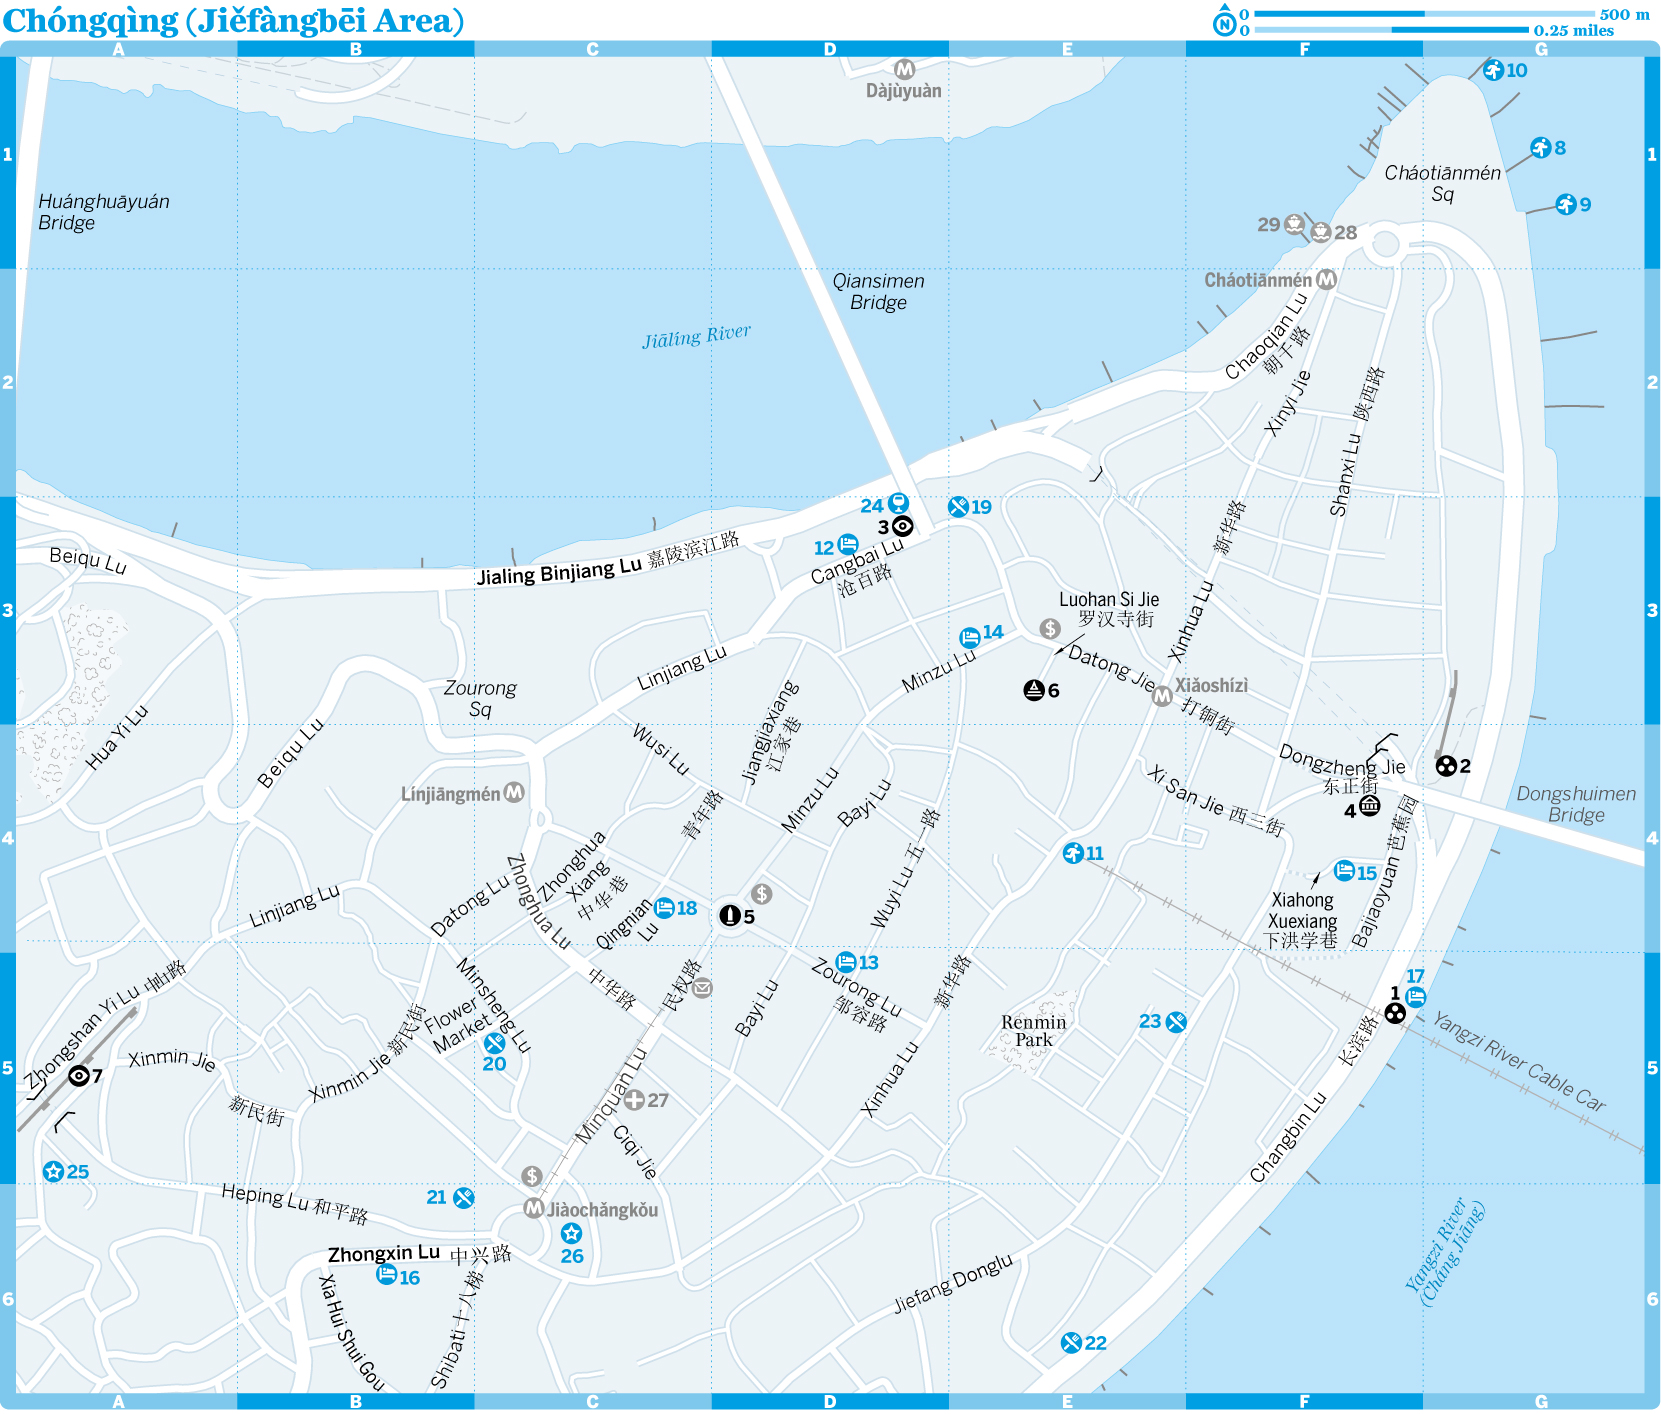 Chóngqìng (Jiěfàngbēi Area)
0
500 m
N
0
0.25 miles
A
B
C
D
E
F
G
M
Dàjùyuàn
10
1
8
1
Cháotiānmén
Sq
Huánghuāyuán
Bridge
9
29
28
Qiansimen
Bridge
Cháotiānmén
M
Jiālíng River
Chaoqian Lu
朝千路
2
2
Xinyi Jie
Shanxi Lu 陕西路
24
19
3
12
Jialing Binjiang Lu 嘉陵滨江路
Beiqu Lu
Cangbai Lu
沧百路
Xinhua Lu 新华路
Luohan Si Jie
罗汉寺街
3
3
$
14
Linjiang Lu
Minzu Lu
Datong Jie
打铜街
6
M
Xiǎoshízì
Zourong
Sq
Hua Yi Lu
Beiqu Lu
Wusi Lu
Jiangjiaxiang
江家巷
Dongzheng Jie
东正街
2
Línjiāngmén
M
Minzu Lu
Bayi Lu
青年路
Xi San Jie 西三街
4
Dongshuimen
Bridge
4
4
Zhonghua
Xiang
中华巷
Wuyi Lu 五一路
11
15
Bajiaoyuan 芭蕉园
Linjiang Lu
Datong Lu
Zhonghua Lu
Qingnian
Lu
18
5
$
Xiahong
Xuexiang
下洪学巷
13
Zourong Lu
邹容路
Zhongshan Yi Lu 中山路
Minsheng Lu
Flower
Market
中华路
民权路
新华路
17
1
Renmin
Park
23
Yangzi River Cable Car
Bayi Lu
长滨路
20
5
5
7
Xinmin Jie
Xinmin Jie 新民街
新民街
Minquan Lu
27
Xinhua Lu
Ciqi Jie
Changbin Lu
25
$
21
Heping Lu 和平路
M
Jiàochǎngkǒu
26
Zhongxin Lu 中兴路
16
Yangzi River
(Cháng Jiāng)
Jiefang Donglu
6
6
Xia Hui Shui Gou
Shibati 十八梯
22
A
B
C
D
E
F
G